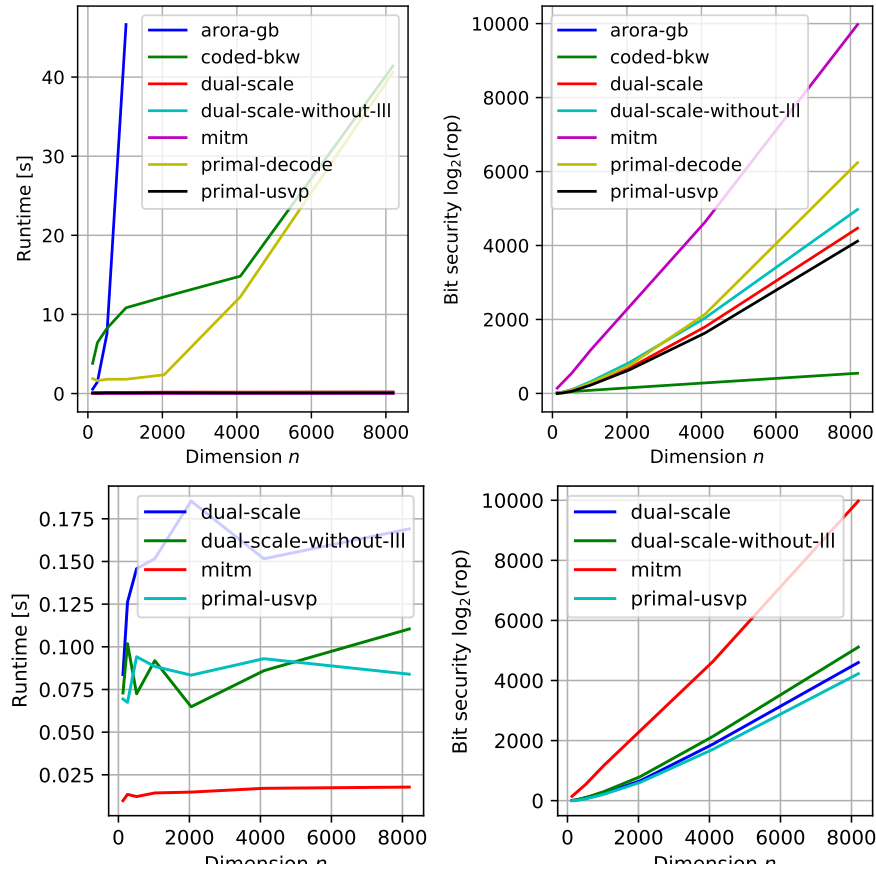 40
30
20
10
0
0 2000 4000 6000 8000
Runtime [s]
Dimension n
arora-gb
coded-bkw
dual-scale
dual-scale-without-lll
mitm
primal-decode
primal-usvp
10000
8000
6000
4000
2000
0
0 2000 4000 6000 8000
Bit security log₂(rop)
Dimension n
arora-gb
coded-bkw
dual-scale
dual-scale-without-lll
mitm
primal-decode
primal-usvp
0.175
0.150
0.125
0.100
0.075
0.050
0.025
0 2000 4000 6000 8000
Runtime [s]
Dimension n
dual-scale
dual-scale-without-lll
mitm
primal-usvp
10000
8000
6000
4000
2000
0
0 2000 4000 6000 8000
Bit security log₂(rop)
Dimension n
dual-scale
dual-scale-without-lll
mitm
primal-usvp